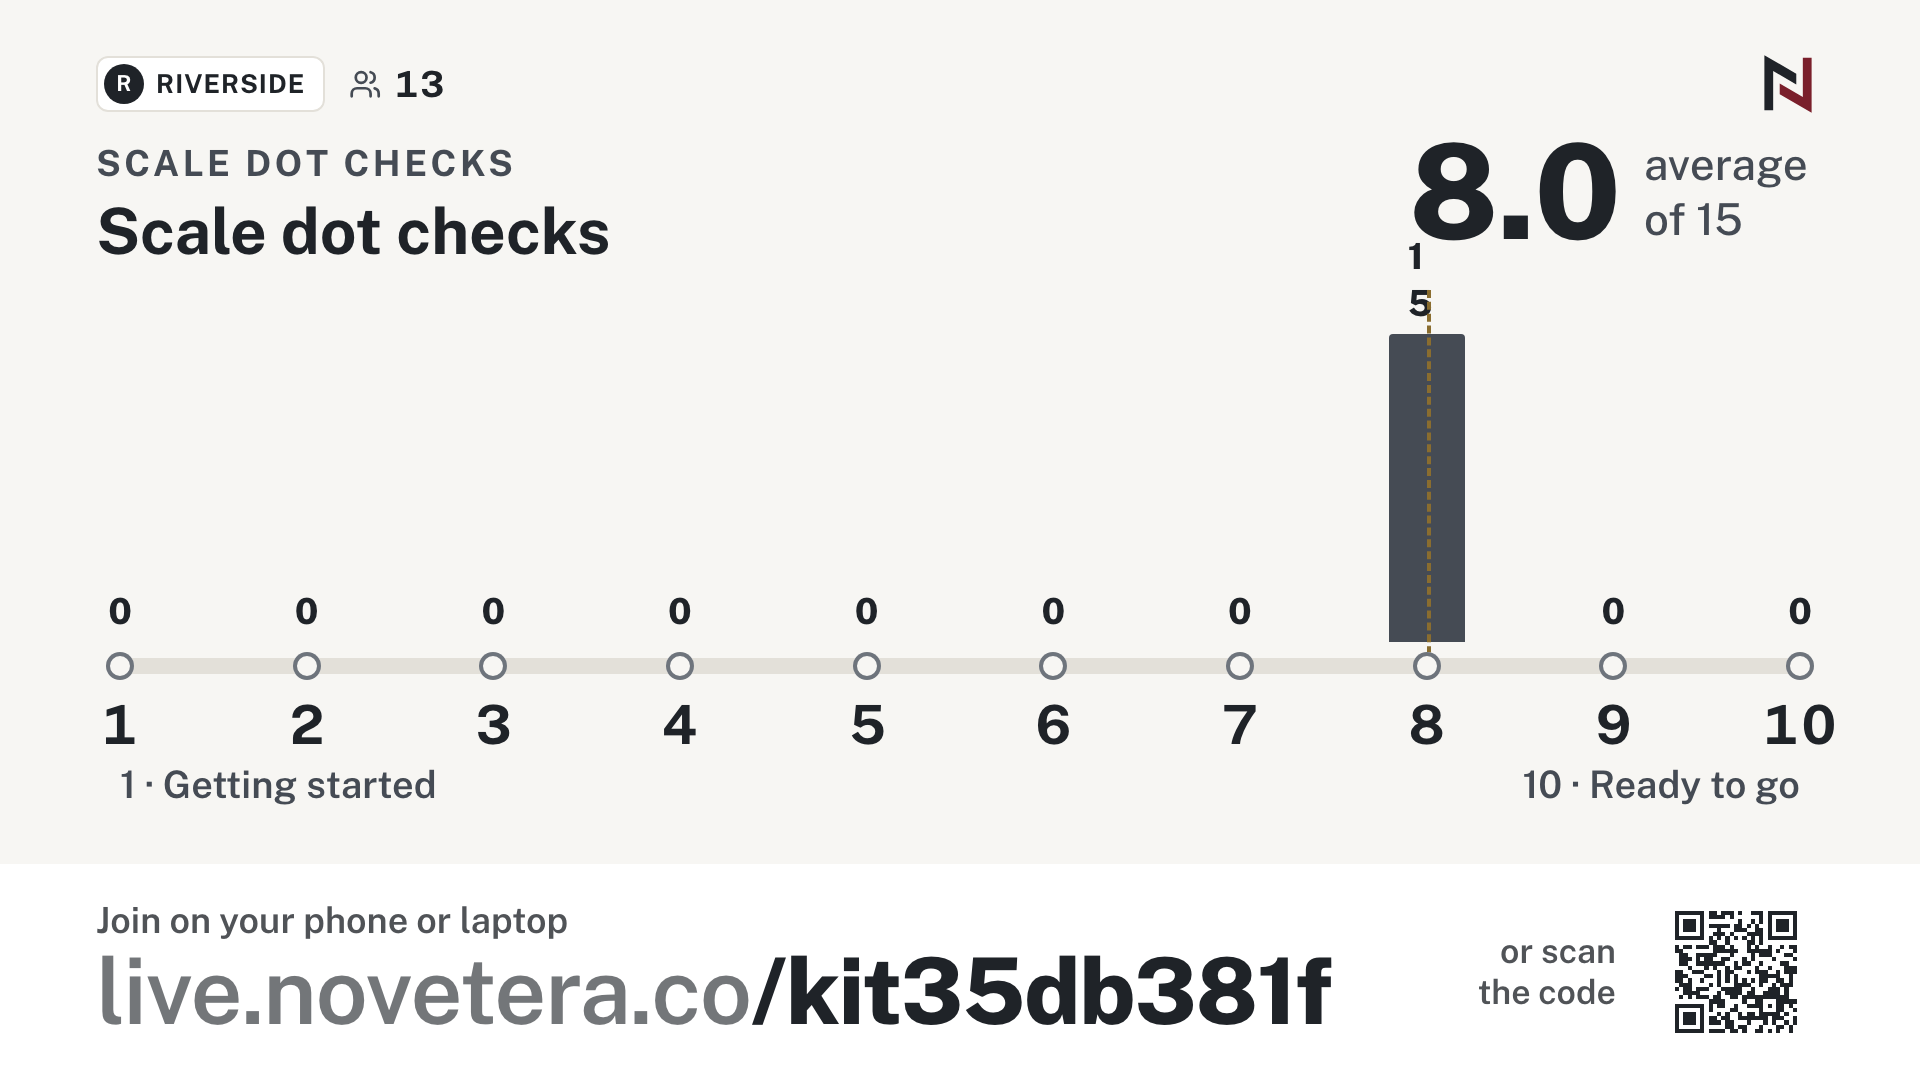 R RIVERSIDE 13
SCALE DOT CHECKS
Scale dot checks
8.0 average
of 15
1
5
0 0 0 0 0 0 0 0 0
1 2 3 4 5 6 7 8 9 10
1 · Getting started 10 · Ready to go
Join on your phone or laptop
live.novetera.co/kit35db381f
or scan
the code